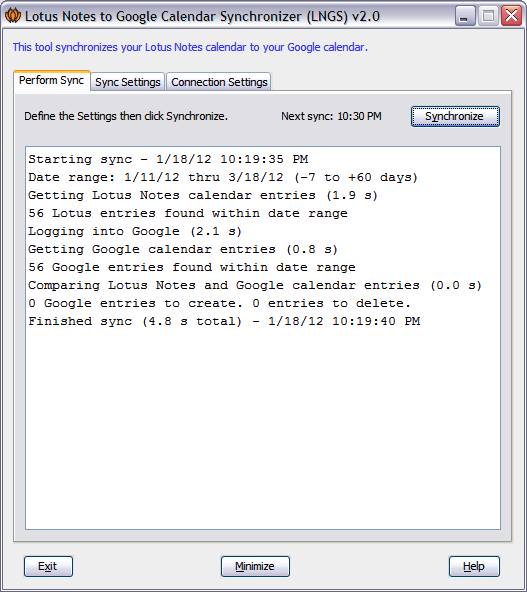 Lotus Notes to Google Calendar Synchronizer (LNGS) v2.0
This tool synchronizes your Lotus Notes calendar to your Google calendar.
Perform Sync Sync Settings Connection Settings
Define the Settings then click Synchronize. Next sync: 10:30 PM Synchronize
Starting sync - 1/18/12 10:19:35 PM
Date range: 1/11/12 thru 3/18/12 (-7 to +60 days)
Getting Lotus Notes calendar entries (1.9 s)
56 Lotus entries found within date range
Logging into Google (2.1 s)
Getting Google calendar entries (0.8 s)
56 Google entries found within date range
Comparing Lotus Notes and Google calendar entries (0.0 s)
0 Google entries to create. 0 entries to delete.
Finished sync (4.8 s total) - 1/18/12 10:19:40 PM
Exit Minimize Help